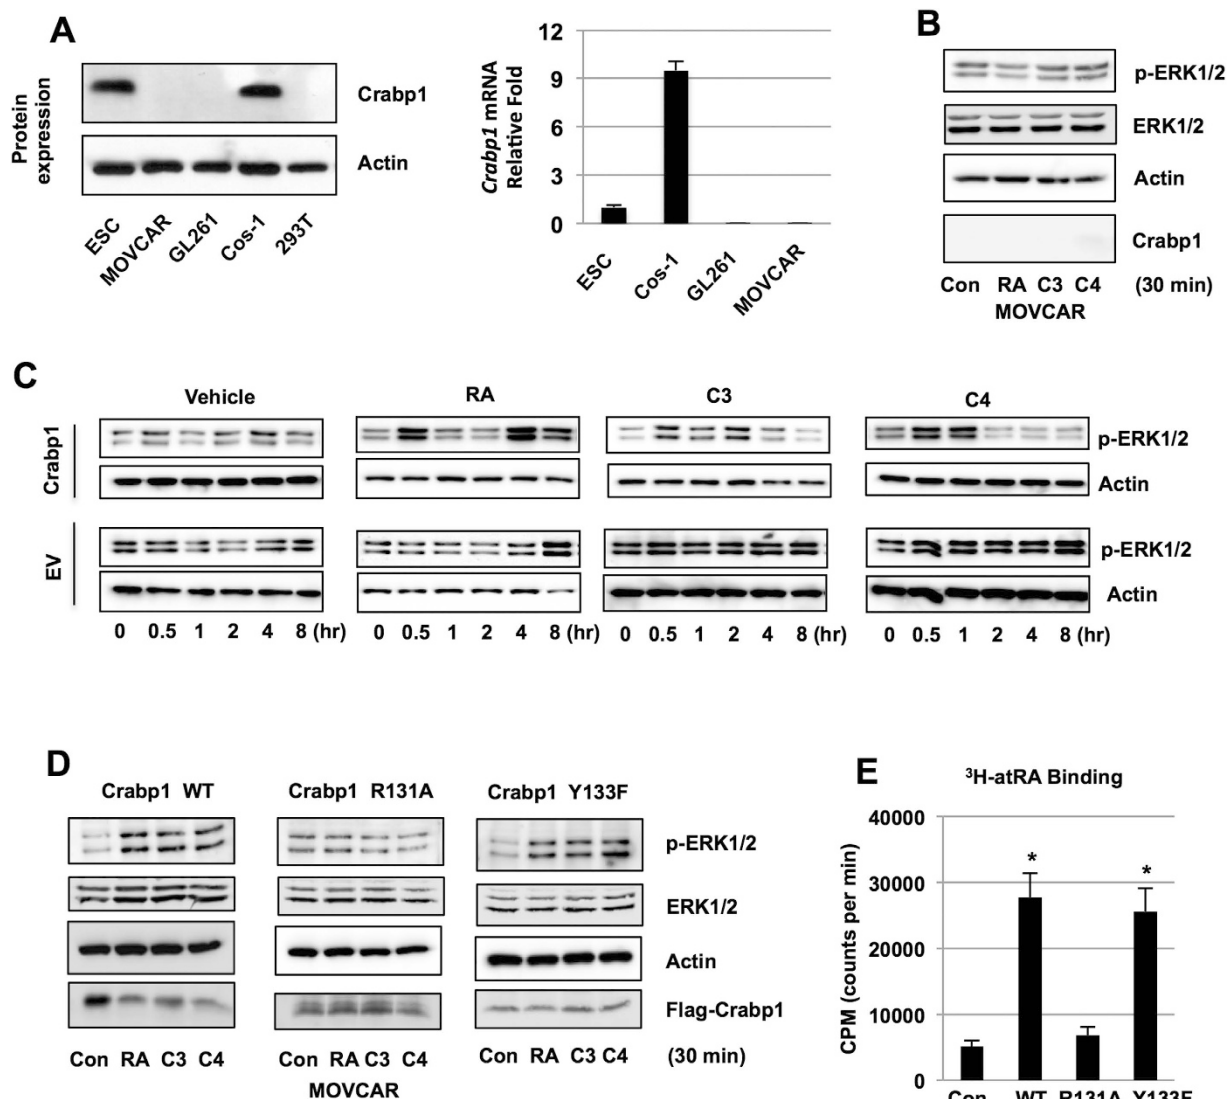 A
Protein
expression
Crabp1
Actin
ESC
MOVCAR
GL261
Cos-1
293T
Crabp1 mRNA
Relative Fold
12
9
6
3
0
ESC
Cos-1
GL261
MOVCAR
B
p-ERK1/2
ERK1/2
Actin
Crabp1
Con RA C3 C4 (30 min)
MOVCAR
C
Vehicle RA C3 C4
Crabp1
p-ERK1/2
Actin
EV
p-ERK1/2
Actin
0 0.5 1 2 4 8 (hr) 0 0.5 1 2 4 8 (hr) 0 0.5 1 2 4 8 (hr) 0 0.5 1 2 4 8 (hr)
D
Crabp1 WT Crabp1 R131A Crabp1 Y133F
p-ERK1/2
ERK1/2
Actin
Flag-Crabp1
Con RA C3 C4 Con RA C3 C4 Con RA C3 C4 (30 min)
MOVCAR
E
³H-atRA Binding
CPM (counts per min)
40000
30000
20000
10000
0
* *
Con WT R131A Y133F